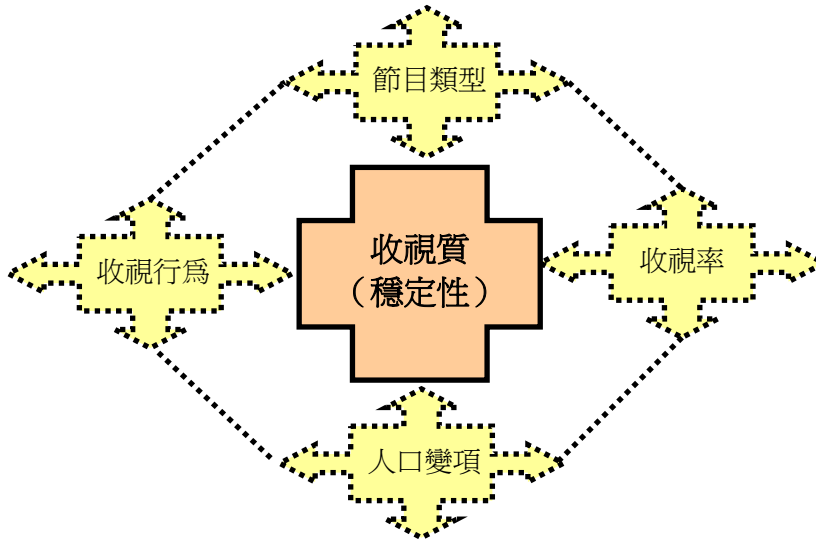 節目類型
收視質
（穩定性）
收視行為
收視率
人口變項